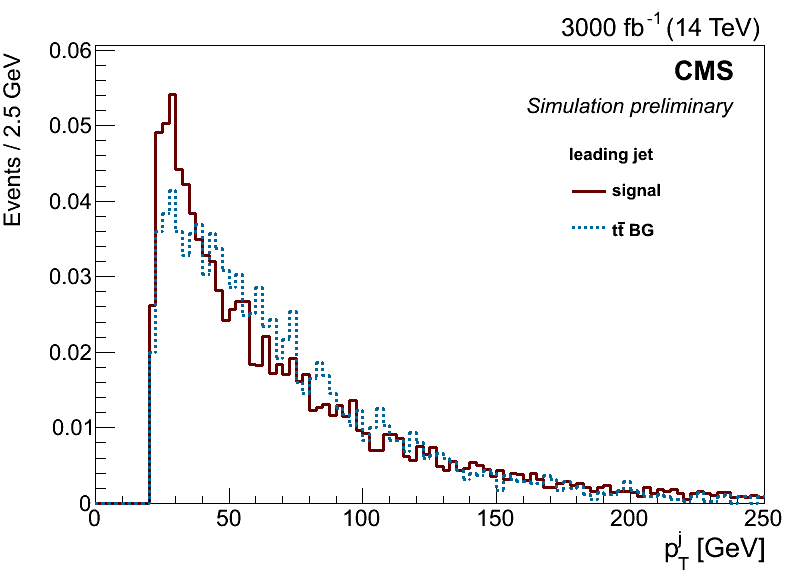 3000 fb⁻¹ (14 TeV)
CMS
Simulation preliminary
leading jet
signal
tt̄ BG
Events / 2.5 GeV
0.06
0.05
0.04
0.03
0.02
0.01
0
0 50 100 150 200 250
p_T^j [GeV]